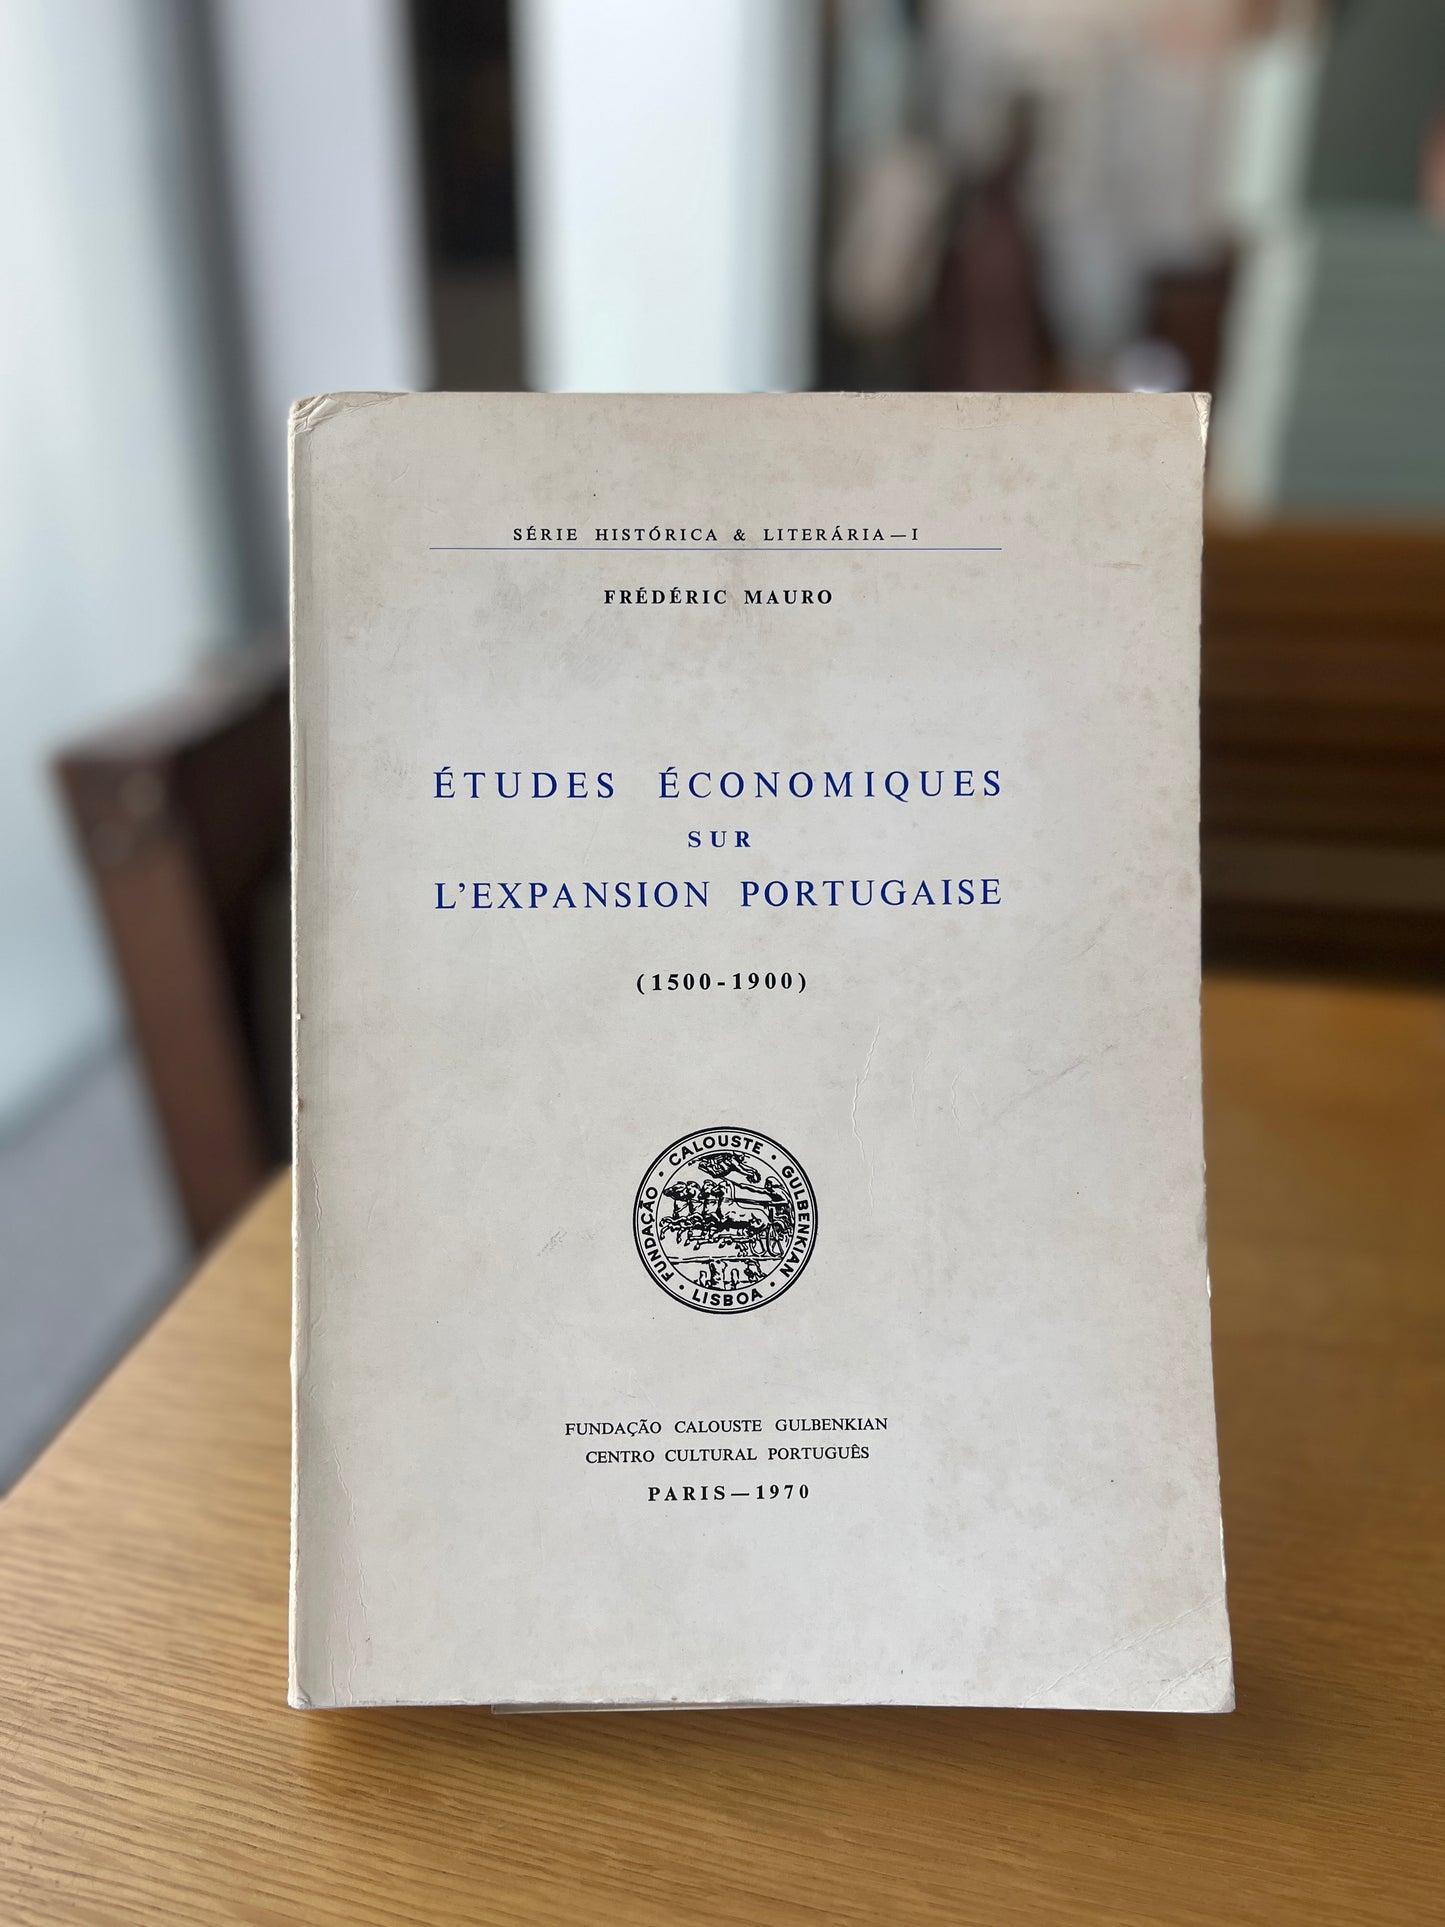 SÉRIE HISTÓRICA & LITERÁRIA — I
FRÉDÉRIC MAURO
ÉTUDES ÉCONOMIQUES
SUR
L'EXPANSION PORTUGAISE
(1500-1900)
FUNDAÇÃO · CALOUSTE · GULBENKIAN · LISBOA ·
FUNDAÇÃO CALOUSTE GULBENKIAN
CENTRO CULTURAL PORTUGUÊS
PARIS — 1970